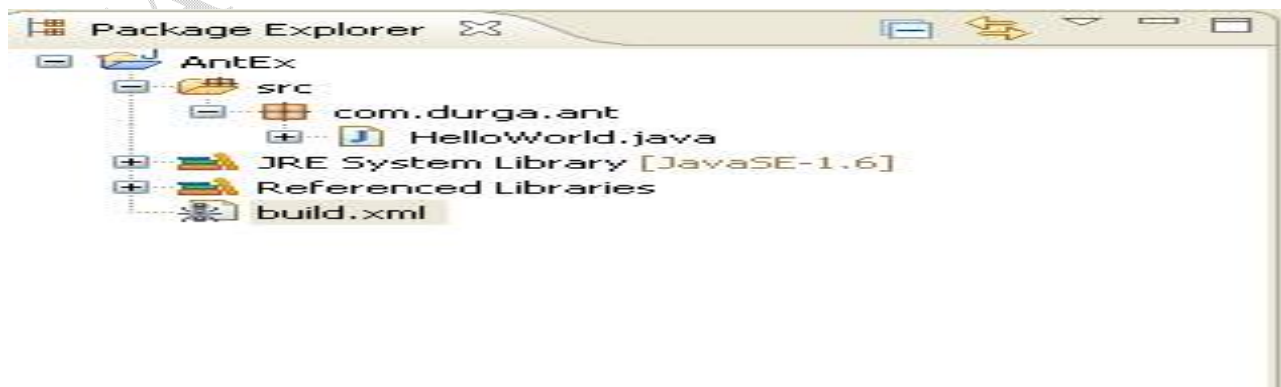 Package Explorer
AntEx
src
com.durga.ant
HelloWorld.java
JRE System Library [JavaSE-1.6]
Referenced Libraries
build.xml